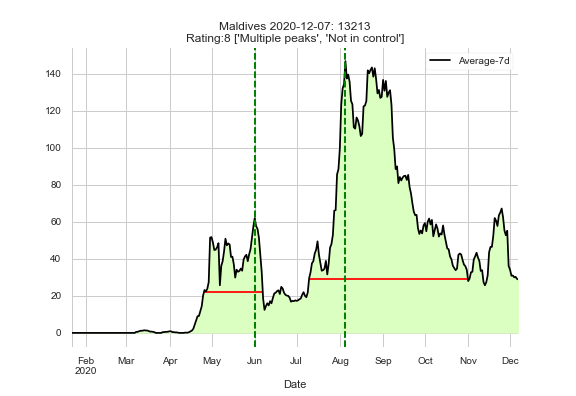 Maldives 2020-12-07: 13213
Rating:8 ['Multiple peaks', 'Not in control']
Average-7d
140
120
100
80
60
40
20
0
Feb Mar Apr May Jun Jul Aug Sep Oct Nov Dec
2020
Date